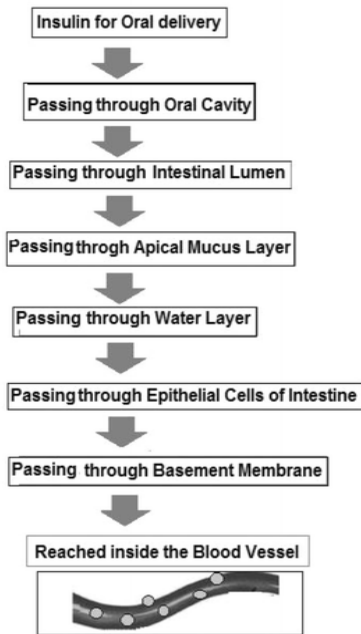 Insulin for Oral delivery
Passing through Oral Cavity
Passing through Intestinal Lumen
Passing throgh Apical Mucus Layer
Passing through Water Layer
Passing through Epithelial Cells of Intestine
Passing through Basement Membrane
Reached inside the Blood Vessel